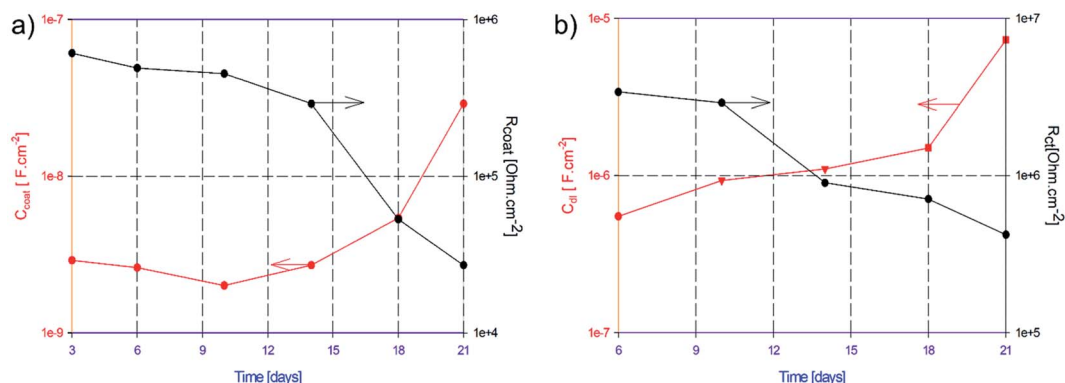 a)
1e-7
1e-8
1e-9
C_coat [ F.cm^-2]
1e+6
1e+5
1e+4
R_coat [Ohm.cm^-2]
3 6 9 12 15 18 21
Time [days]
b)
1e-5
1e-6
1e-7
C_dl [ F.cm^-2]
1e+7
1e+6
1e+5
R_ct[Ohm.cm^-2]
6 9 12 15 18 21
Time [days]